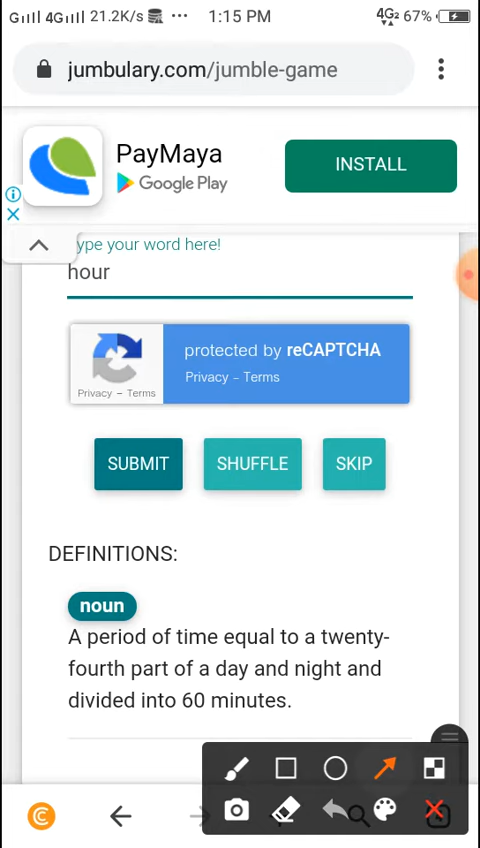 21.2K/s ... 1:15 PM 4G2 67%
jumbulary.com/jumble-game
PayMaya
Google Play
INSTALL
ype your word here!
hour
protected by reCAPTCHA
Privacy - Terms
Privacy - Terms
SUBMIT SHUFFLE SKIP
DEFINITIONS:
noun
A period of time equal to a twenty-
fourth part of a day and night and
divided into 60 minutes.